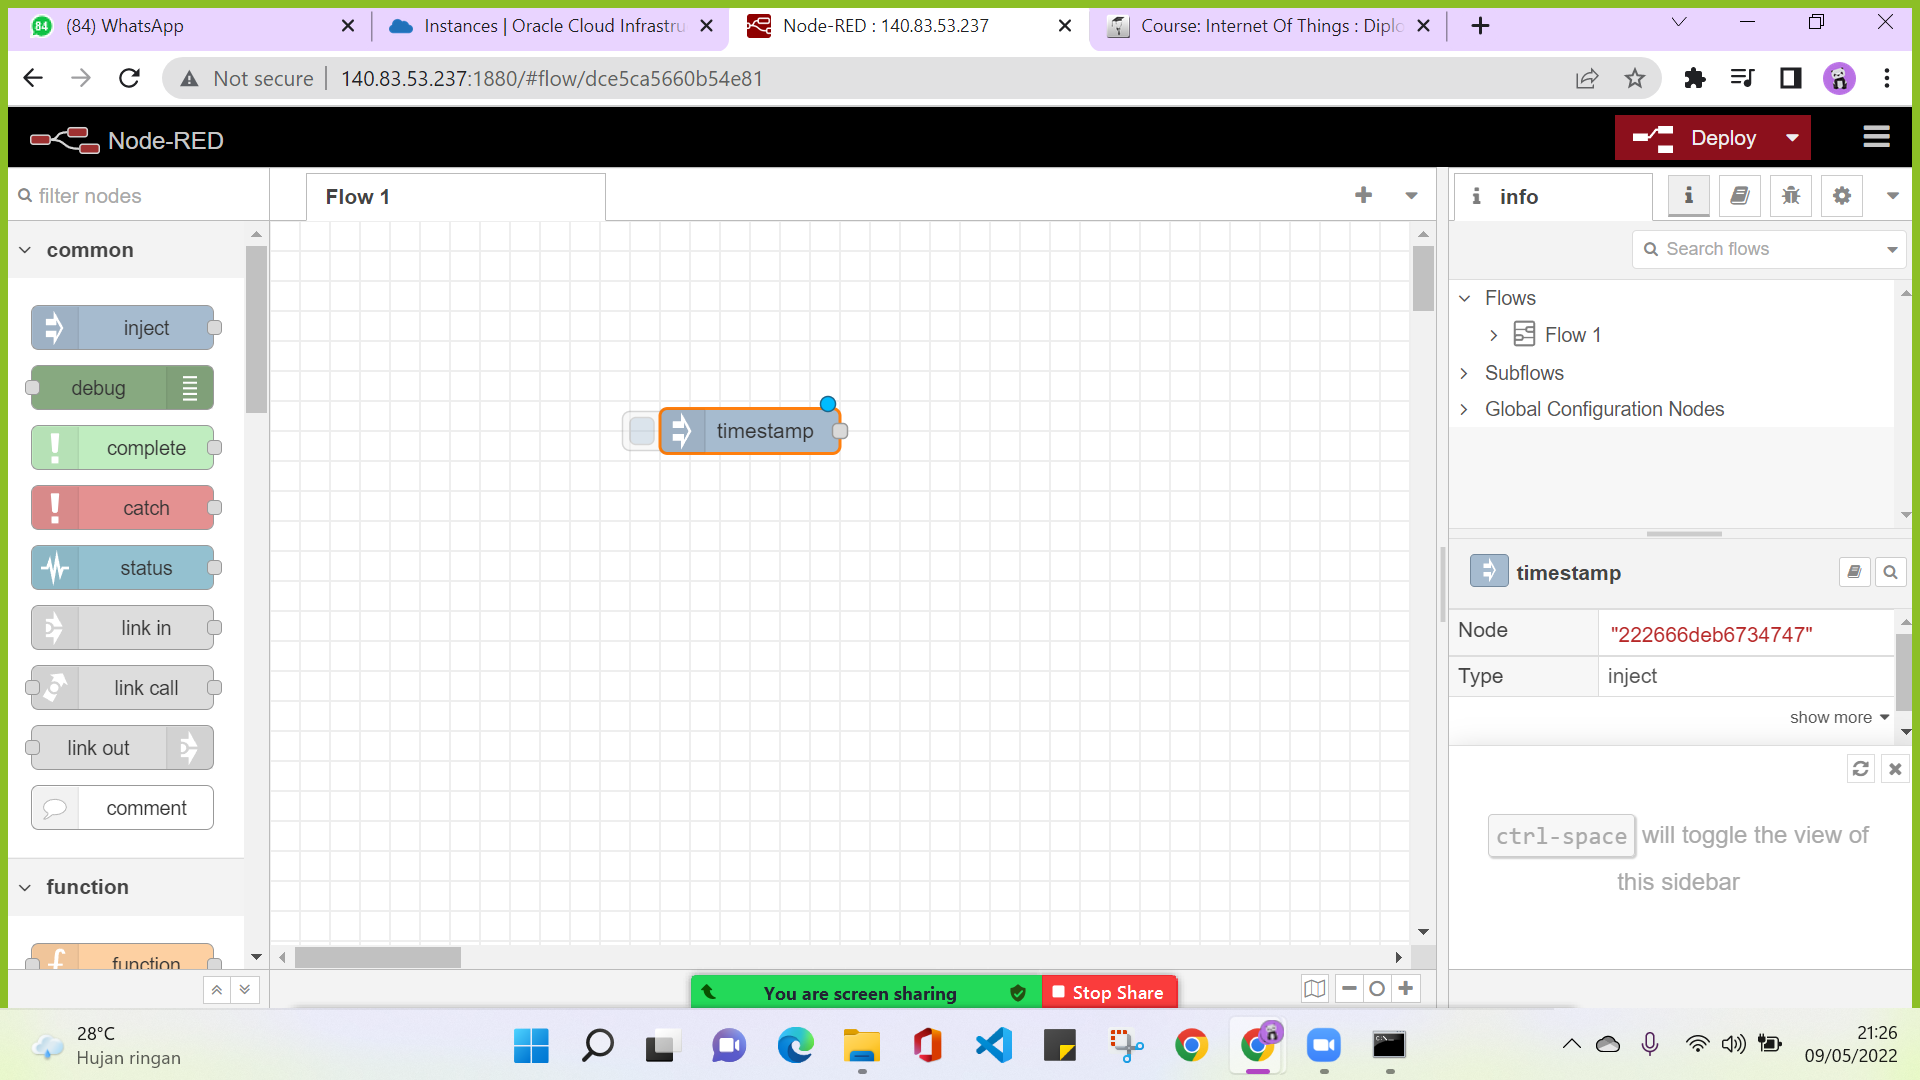 84
(84) WhatsApp
Instances | Oracle Cloud Infrastru
Node-RED : 140.83.53.237
Course: Internet Of Things : Diplo
Not secure
140.83.53.237:1880/#flow/dce5ca5660b54e81
Node-RED
Deploy
filter nodes
Flow 1
info
common
Search flows
inject
debug
complete
catch
status
link in
link call
link out
comment
function
function
timestamp
Flows
Flow 1
Subflows
Global Configuration Nodes
timestamp
Node
"222666deb6734747"
Type
inject
show more
ctrl-space will toggle the view of
this sidebar
You are screen sharing
Stop Share
28°C
Hujan ringan
21:26
09/05/2022